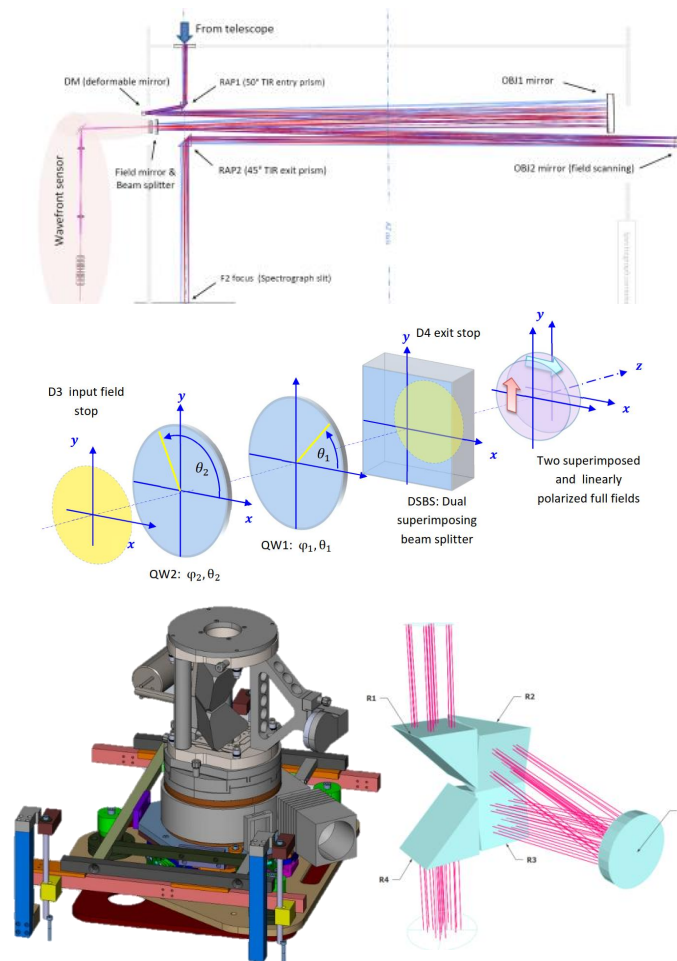 From telescope
DM (deformable mirror)
RAP1 (50° TIR entry prism)
OBJ1 mirror
Wavefront sensor
Field mirror &
Beam splitter
RAP2 (45° TIR exit prism)
OBJ2 mirror (field scanning)
F2 focus (Spectrograph slit)
D4 exit stop
y
y
y
z
D3 input field
stop
y
y
θ₁
x
θ₂
x
x
x
x
Two superimposed
and linearly
polarized full fields
DSBS: Dual
superimposing
beam splitter
QW1: φ₁,θ₁
QW2: φ₂,θ₂
R1
R2
R3
R4